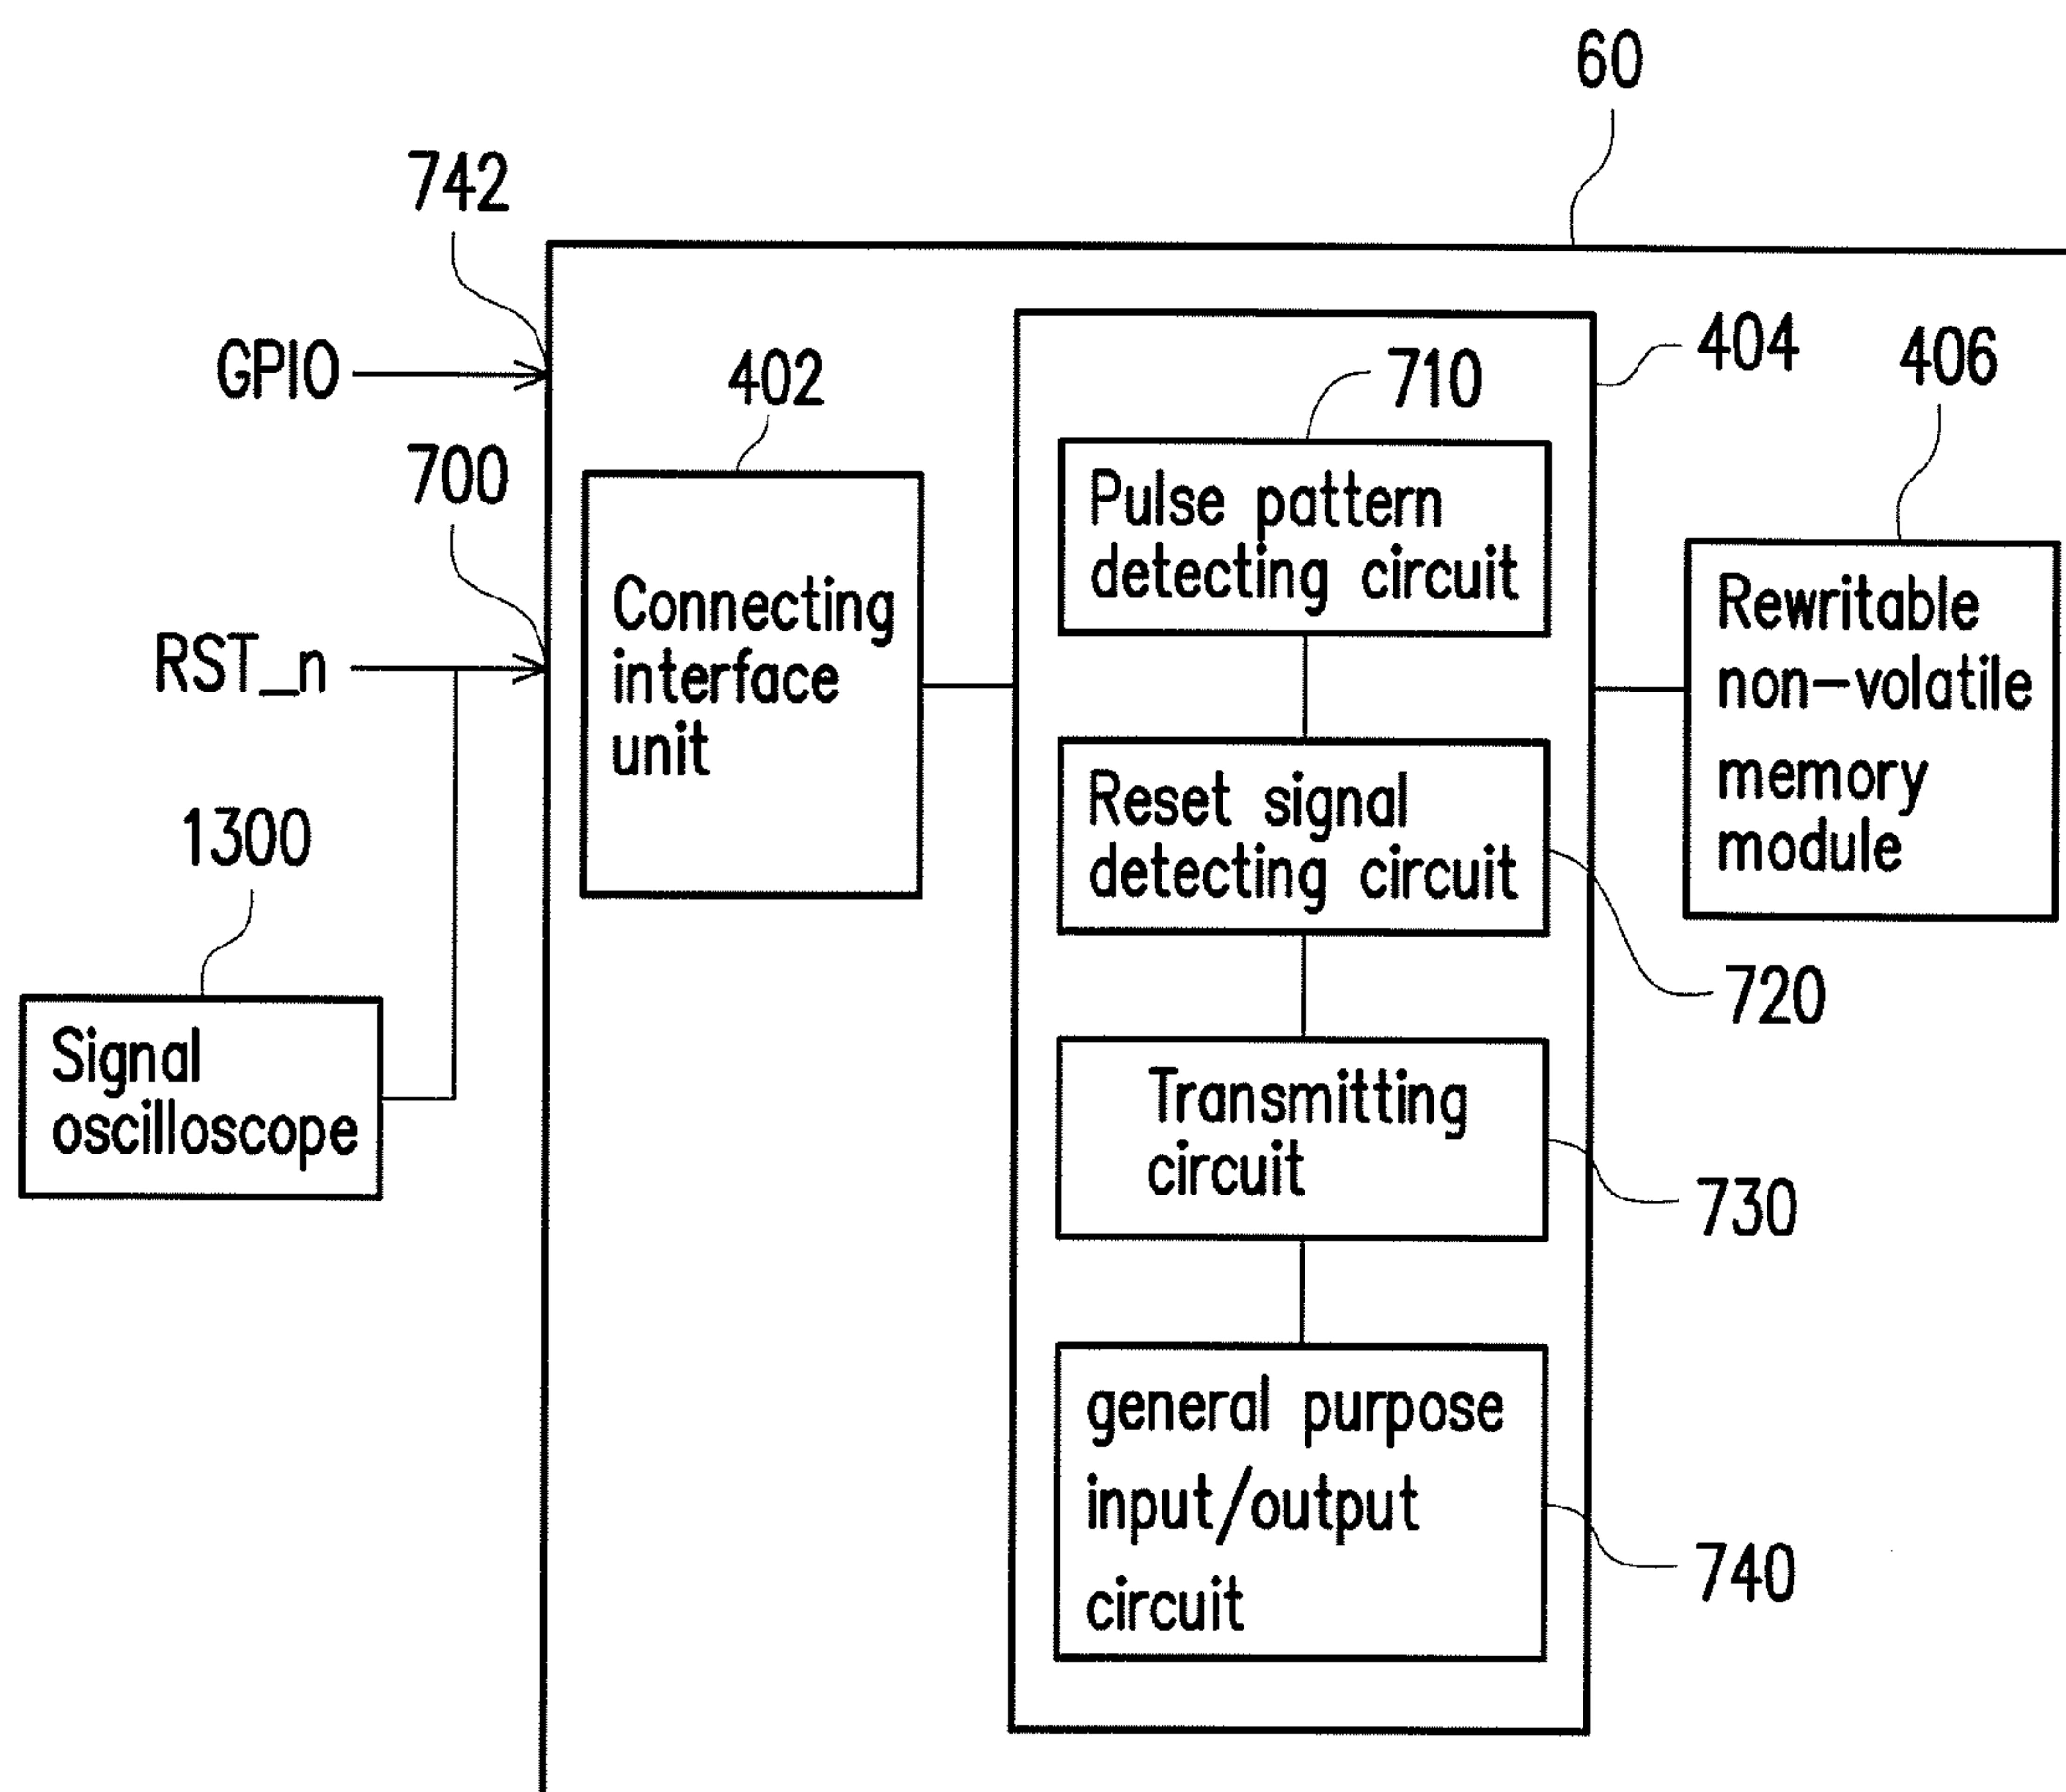 60
742
GPIO
404
406
402
710
700
Pulse pattern
detecting circuit
Connecting
interface
unit
Rewritable
non-volatile
memory
module
RST_n
Reset signal
detecting circuit
1300
720
Signal
oscilloscope
Transmitting
circuit
730
general purpose
input/output
circuit
740